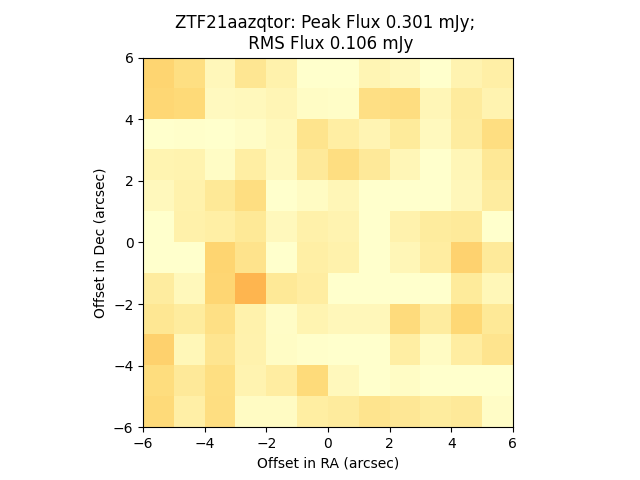 ZTF21aazqtor: Peak Flux 0.301 mJy;
RMS Flux 0.106 mJy
6
4
2
0
−2
−4
−6
Offset in Dec (arcsec)
−6 −4 −2 0 2 4 6
Offset in RA (arcsec)